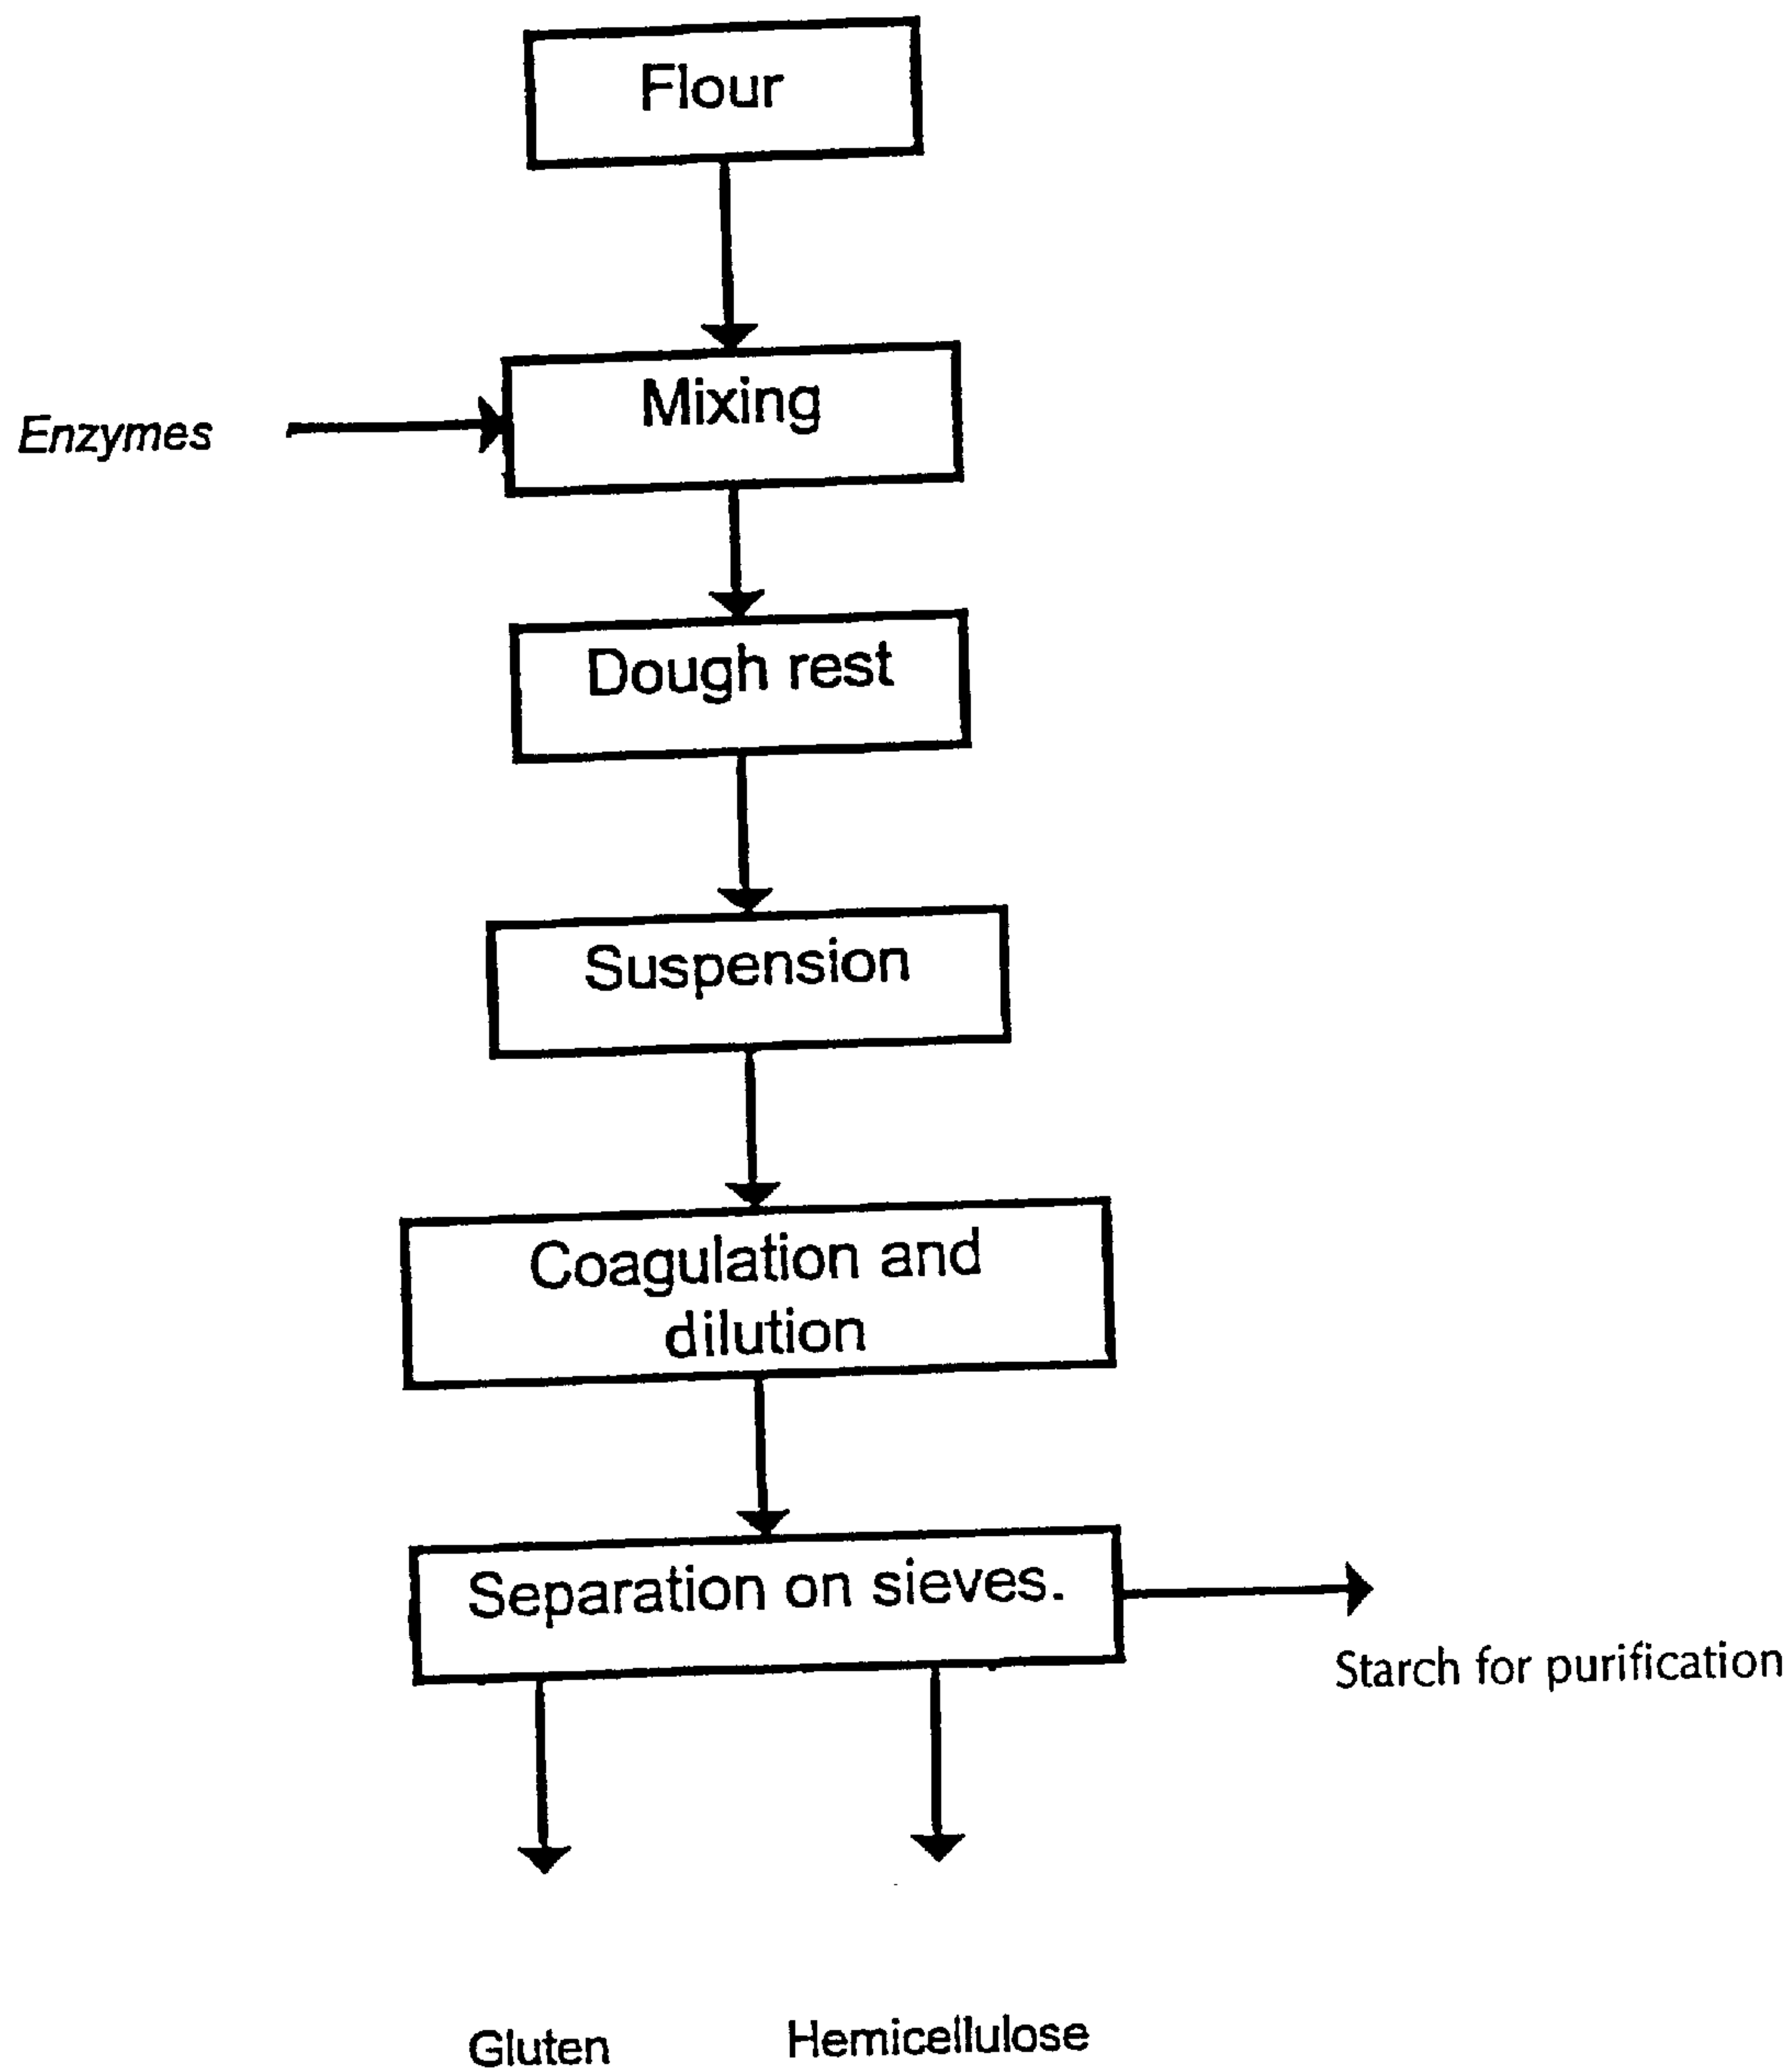 Flour
Enzymes
Mixing
Dough rest
Suspension
Coagulation and
dilution
Separation on sieves.
Starch for purification
Gluten
Hemicellulose